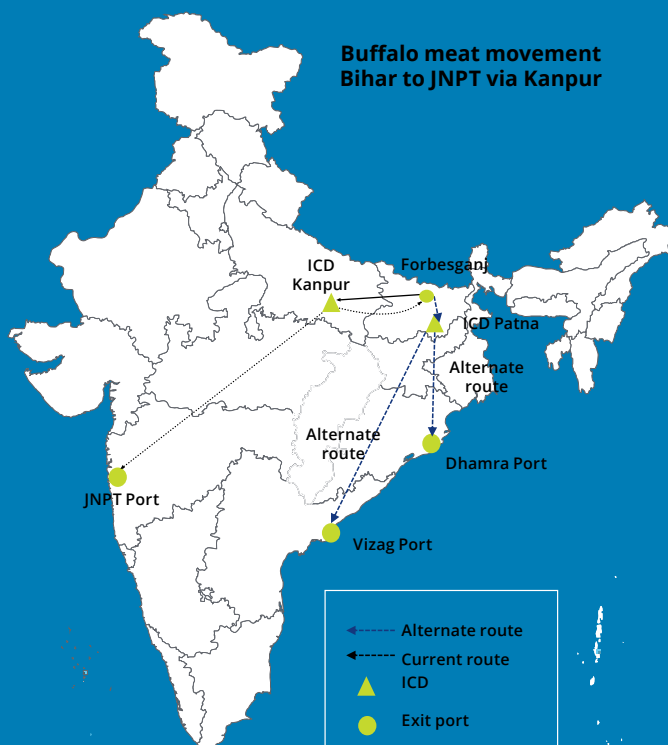 Buffalo meat movement
Bihar to JNPT via Kanpur
ICD
Kanpur
Forbesganj
ICD Patna
Alternate
route
Alternate
route
Dhamra Port
JNPT Port
Vizag Port
Alternate route
Current route
ICD
Exit port